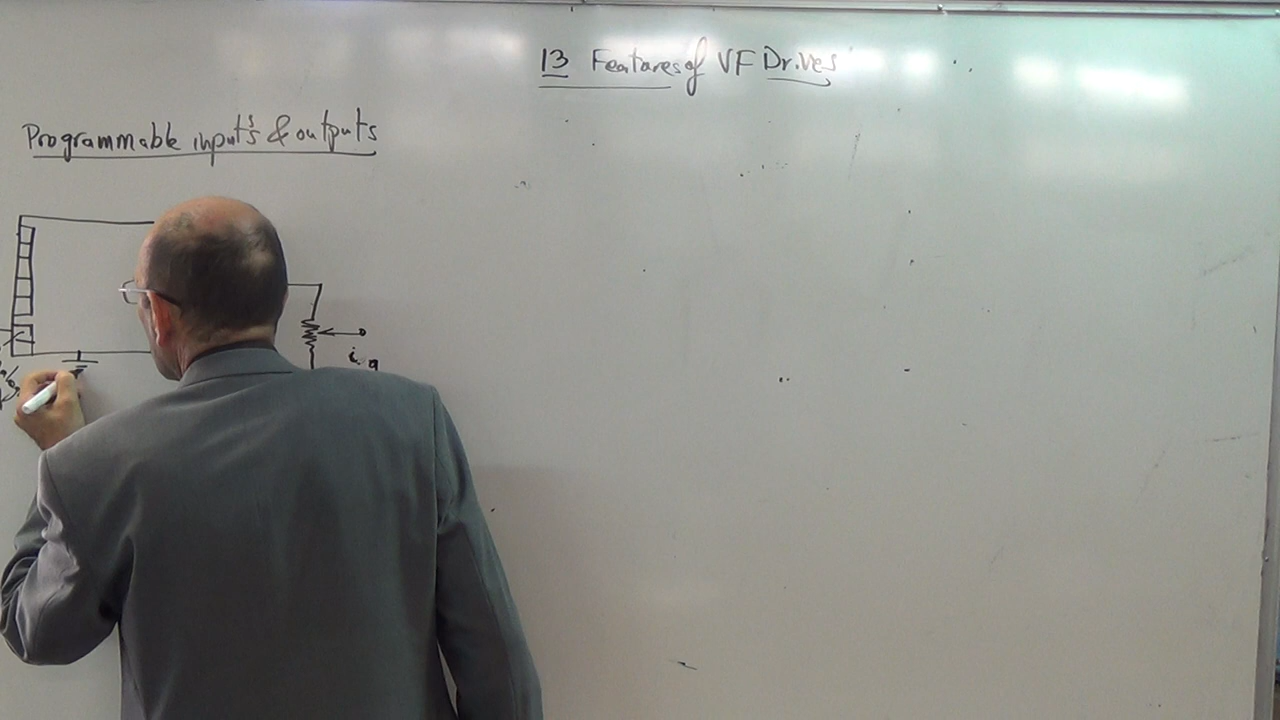 13 Features of VF Drives
Programmable inputs & outputs